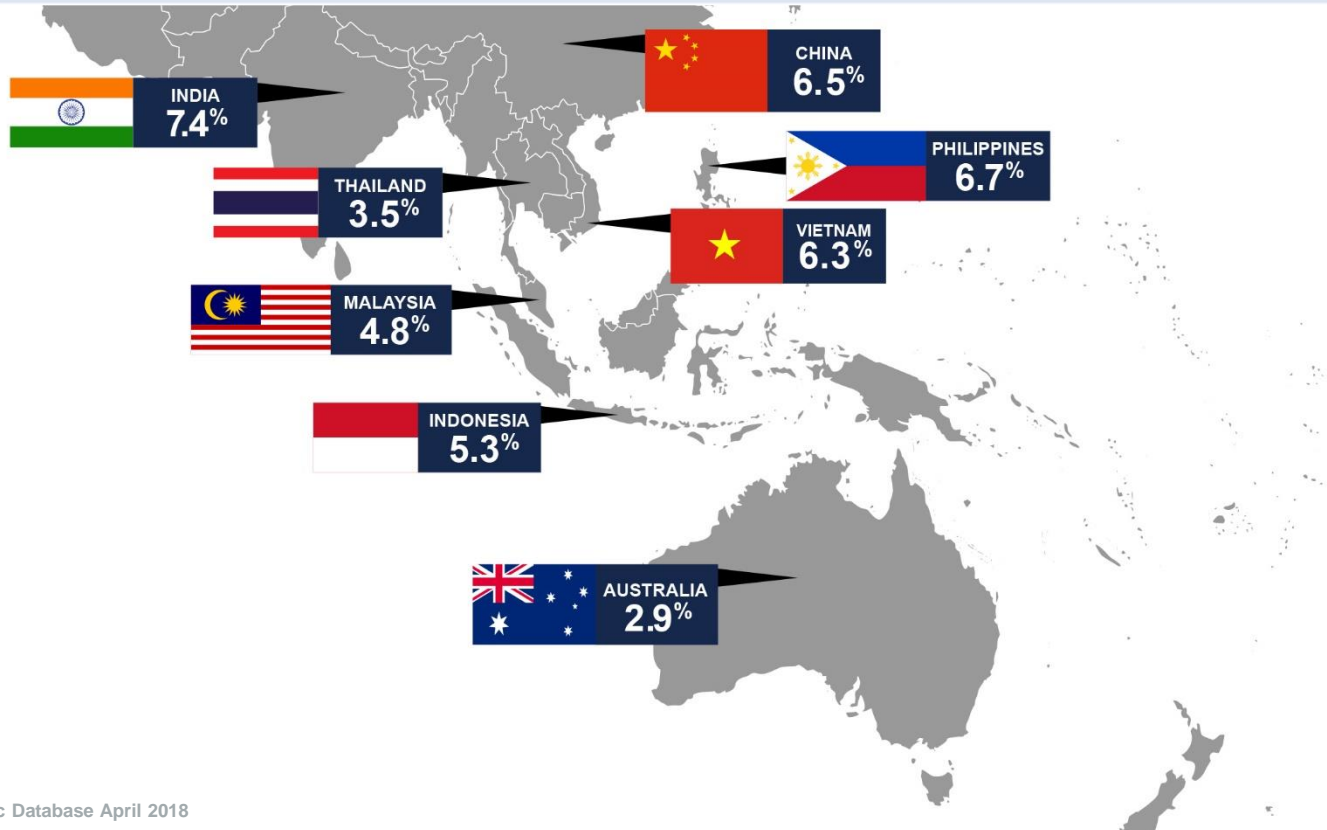 CHINA
6.5%
INDIA
7.4%
PHILIPPINES
6.7%
THAILAND
3.5%
VIETNAM
6.3%
MALAYSIA
4.8%
INDONESIA
5.3%
AUSTRALIA
2.9%
c Database April 2018